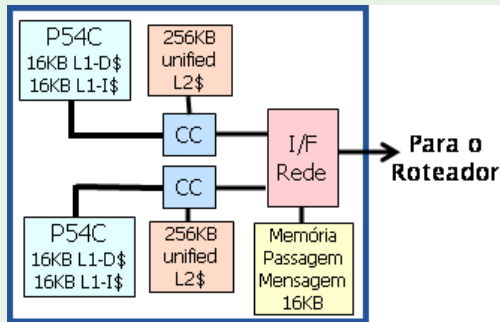 P54C
16KB L1-D$
16KB L1-I$
256KB
unified
L2$
CC
I/F
Rede
Para o
Roteador
CC
P54C
16KB L1-D$
16KB L1-I$
256KB
unified
L2$
Memória
Passagem
Mensagem
16KB